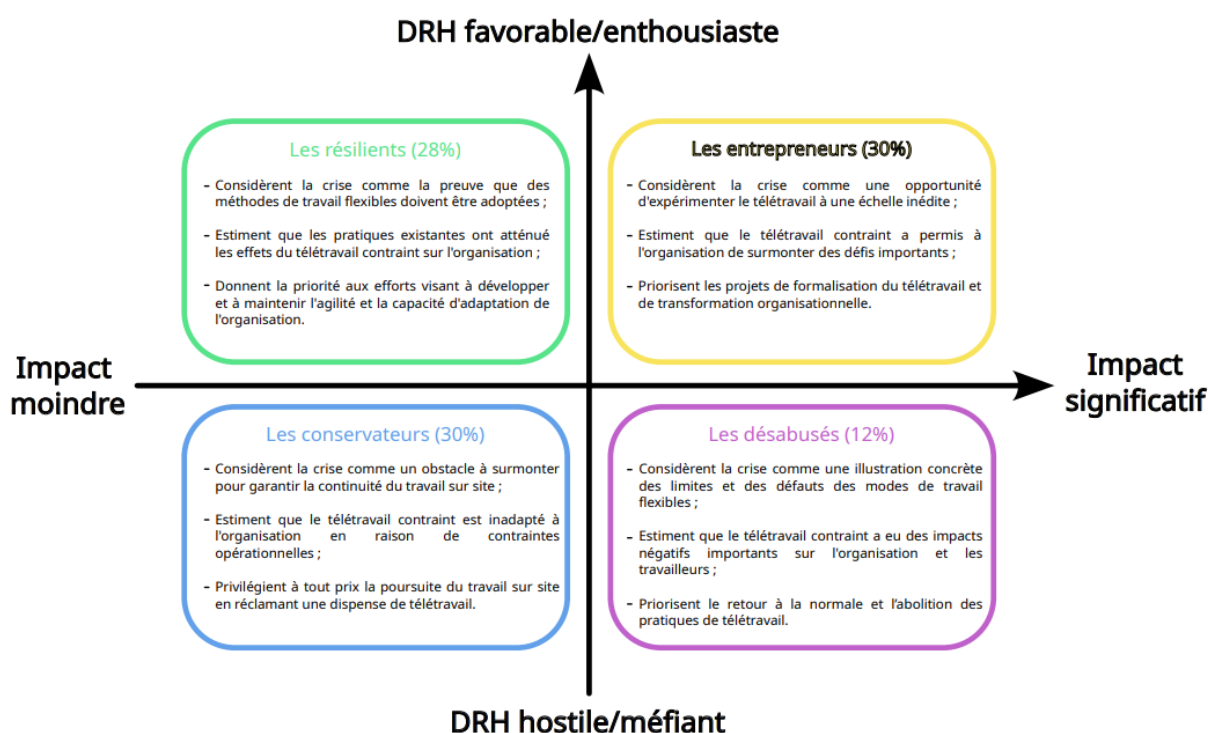 DRH favorable/enthousiaste
Les résilients (28%)
- Considèrent la crise comme la preuve que des
méthodes de travail flexibles doivent être adoptées ;
- Estiment que les pratiques existantes ont atténué
les effets du télétravail contraint sur l'organisation ;
- Donnent la priorité aux efforts visant à développer
et à maintenir l'agilité et la capacité d'adaptation de
l'organisation.
Les entrepreneurs (30%)
- Considèrent la crise comme une opportunité
d'expérimenter le télétravail à une échelle inédite ;
- Estiment que le télétravail contraint a permis à
l'organisation de surmonter des défis importants ;
- Priorisent les projets de formalisation du télétravail et
de transformation organisationnelle.
Impact
moindre
Impact
significatif
Les conservateurs (30%)
- Considèrent la crise comme un obstacle à surmonter
pour garantir la continuité du travail sur site ;
- Estiment que le télétravail contraint est inadapté à
l'organisation en raison de contraintes
opérationnelles ;
- Privilégient à tout prix la poursuite du travail sur site
en réclamant une dispense de télétravail.
Les désabusés (12%)
- Considèrent la crise comme une illustration concrète
des limites et des défauts des modes de travail
flexibles ;
- Estiment que le télétravail contraint a eu des impacts
négatifs importants sur l'organisation et les
travailleurs ;
- Priorisent le retour à la normale et l'abolition des
pratiques de télétravail.
DRH hostile/méfiant